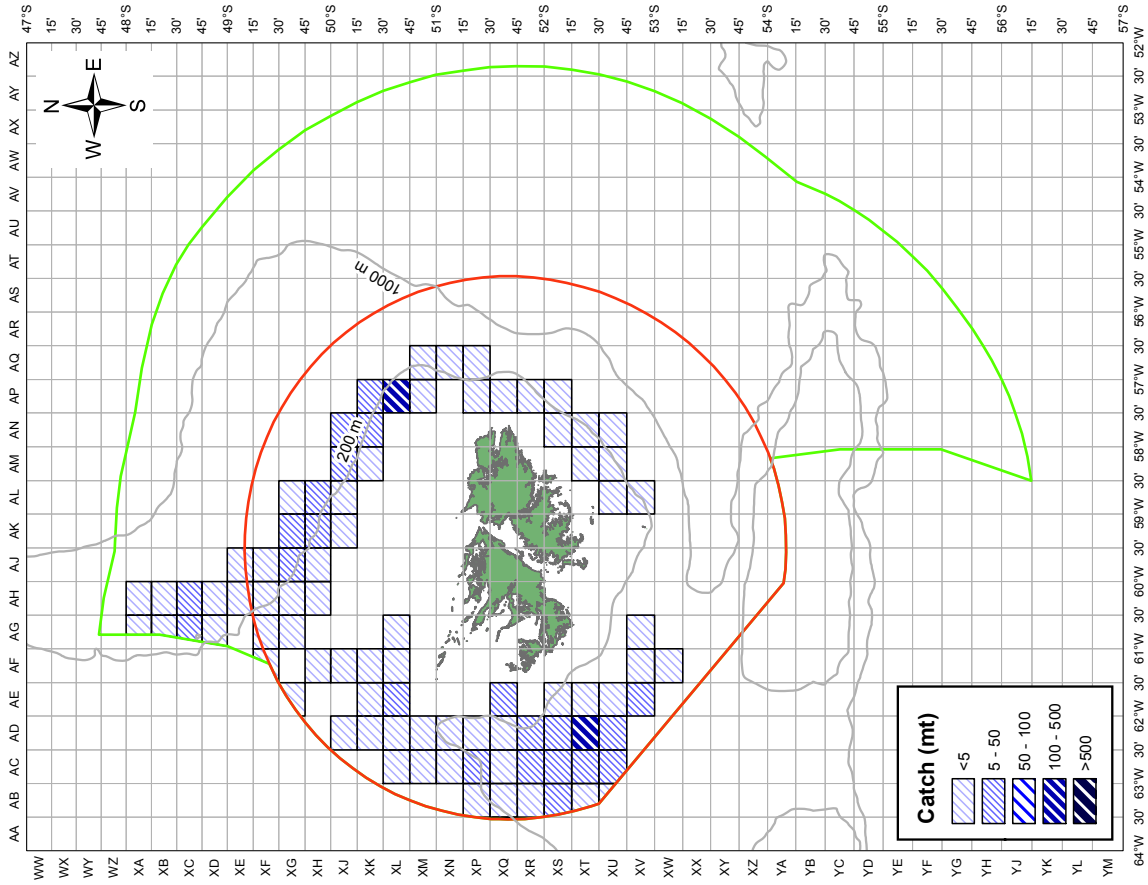 AA AB AC AD AE AF AG AH AJ AK AL AM AN AP AQ AR AS AT AU AV AW AX AY AZ
WW
WX
WY
WZ
XA
XB
XC
XD
XE
XF
XG
XH
XJ
XK
XL
XM
XN
XP
XQ
XR
XS
XT
XU
XV
XW
XX
XY
XZ
YA
YB
YC
YD
YE
YF
YG
YH
YJ
YK
YL
YM
N
W E
S
1000 m
200 m
Catch (mt)
<5
5 - 50
50 - 100
100 - 500
>500
47°S
15'
30'
45'
48°S
15'
30'
45'
49°S
15'
30'
45'
50°S
15'
30'
45'
51°S
15'
30'
45'
52°S
15'
30'
45'
53°S
15'
30'
45'
54°S
15'
30'
45'
55°S
15'
30'
45'
56°S
15'
30'
45'
57°S
64°W 30' 63°W 30' 62°W 30' 61°W 30' 60°W 30' 59°W 30' 58°W 30' 57°W 30' 56°W 30' 55°W 30' 54°W 30' 53°W 30' 52°W